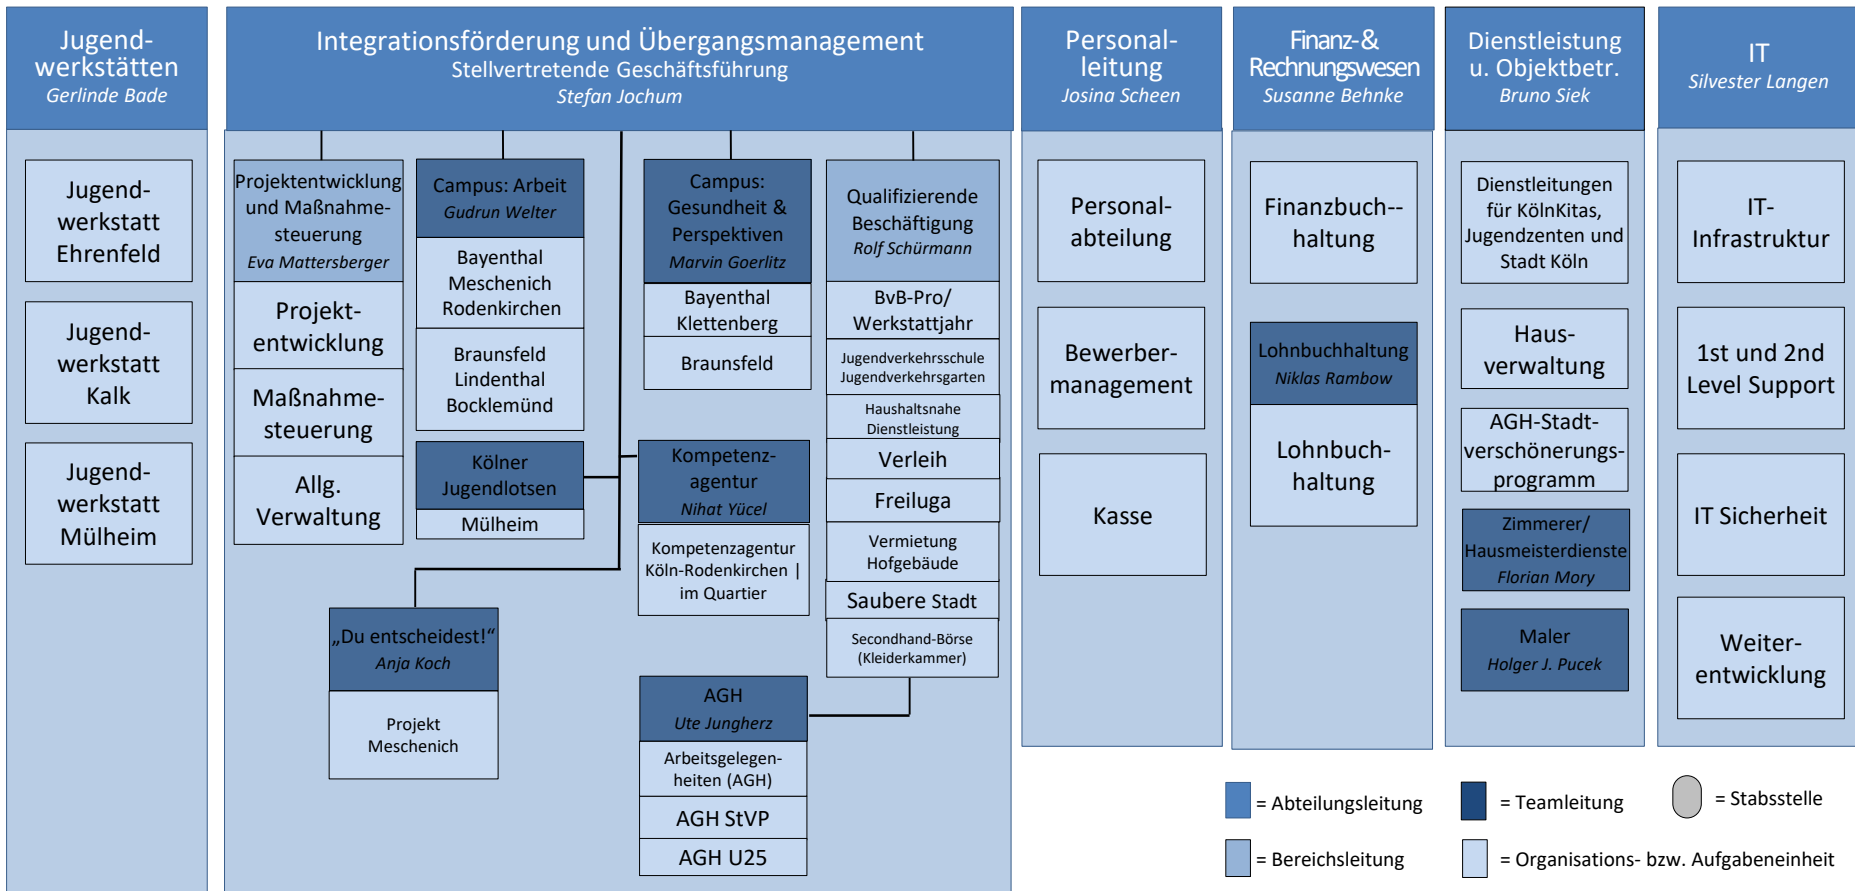 Jugend-
werkstätten
Gerlinde Bade
Jugend-
werkstatt
Ehrenfeld
Jugend-
werkstatt
Kalk
Jugend-
werkstatt
Mülheim
Integrationsförderung und Übergangsmanagement
Stellvertretende Geschäftsführung
Stefan Jochum
Projektentwicklung
und Maßnahme-
steuerung
Eva Mattersberger
Projekt-
entwicklung
Maßnahme-
steuerung
Allg.
Verwaltung
Campus: Arbeit
Gudrun Welter
Bayenthal
Meschenich
Rodenkirchen
Braunsfeld
Lindenthal
Bocklemünd
Kölner
Jugendlotsen
Mülheim
„Du entscheidest!“
Anja Koch
Projekt
Meschenich
Campus:
Gesundheit &
Perspektiven
Marvin Goerlitz
Bayenthal
Klettenberg
Braunsfeld
Kompetenz-
agentur
Nihat Yücel
Kompetenzagentur
Köln-Rodenkirchen |
im Quartier
AGH
Ute Jungherz
Arbeitsgelegen-
heiten (AGH)
AGH StVP
AGH U25
Qualifizierende
Beschäftigung
Rolf Schürmann
BvB-Pro/
Werkstattjahr
Jugendverkehrsschule
Jugendverkehrsgarten
Haushaltsnahe
Dienstleistung
Verleih
Freiluga
Vermietung
Hofgebäude
Saubere Stadt
Secondhand-Börse
(Kleiderkammer)
Personal-
leitung
Josina Scheen
Personal-
abteilung
Bewerber-
management
Kasse
Finanz- &
Rechnungswesen
Susanne Behnke
Finanzbuch--
haltung
Lohnbuchhaltung
Niklas Rambow
Lohnbuch-
haltung
Dienstleistung
u. Objektbetr.
Bruno Siek
Dienstleitungen
für KölnKitas,
Jugendzenten und
Stadt Köln
Haus-
verwaltung
AGH-Stadt-
verschönerungs-
programm
Zimmerer/
Hausmeisterdienste
Florian Mory
Maler
Holger J. Pucek
IT
Silvester Langen
IT-
Infrastruktur
1st und 2nd
Level Support
IT Sicherheit
Weiter-
entwicklung
= Abteilungsleitung
= Teamleitung
= Stabsstelle
= Bereichsleitung
= Organisations- bzw. Aufgabeneinheit